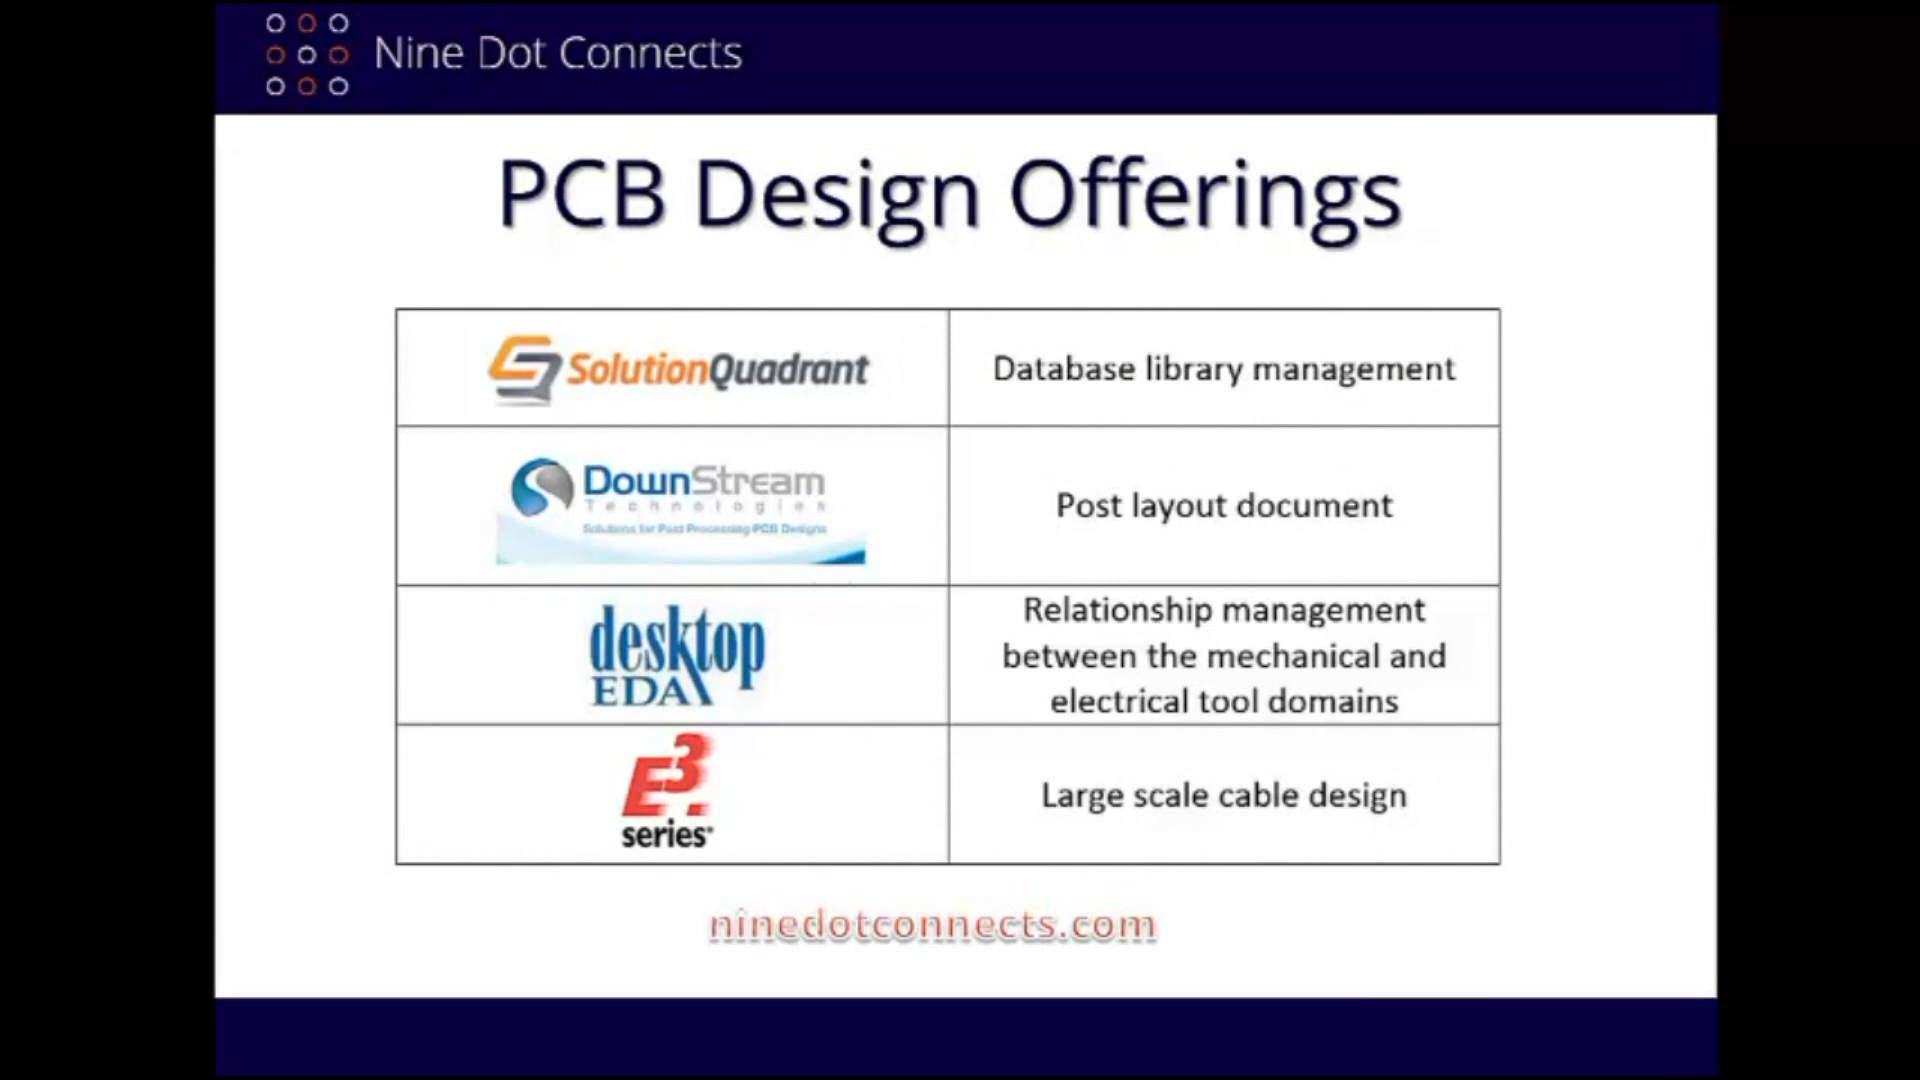 Nine Dot Connects
PCB Design Offerings
SolutionQuadrant
Database library management
DownStream
Technologies
Solutions for Post Processing PCB Designs
Post layout document
desktop
EDA
Relationship management
between the mechanical and
electrical tool domains
E3.
series
Large scale cable design
ninedotconnects.com